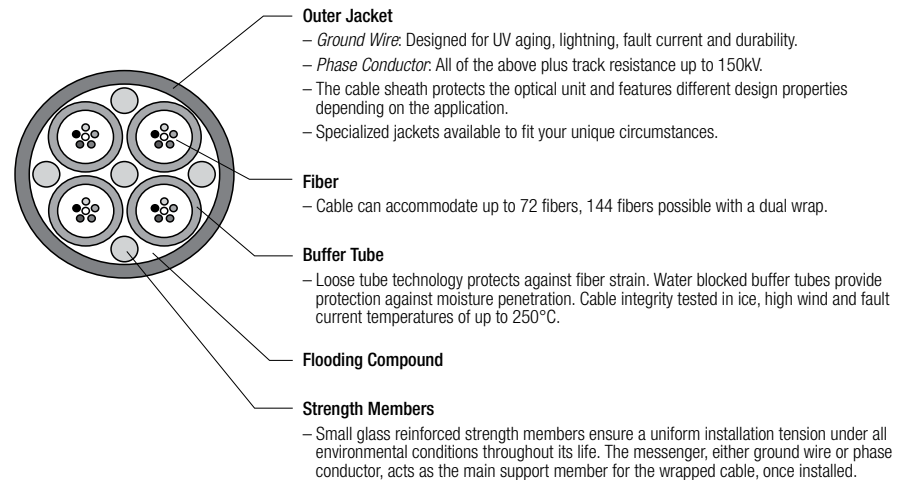 Outer Jacket
– Ground Wire: Designed for UV aging, lightning, fault current and durability.
– Phase Conductor: All of the above plus track resistance up to 150kV.
– The cable sheath protects the optical unit and features different design properties
depending on the application.
– Specialized jackets available to fit your unique circumstances.
Fiber
– Cable can accommodate up to 72 fibers, 144 fibers possible with a dual wrap.
Buffer Tube
– Loose tube technology protects against fiber strain. Water blocked buffer tubes provide
protection against moisture penetration. Cable integrity tested in ice, high wind and fault
current temperatures of up to 250°C.
Flooding Compound
Strength Members
– Small glass reinforced strength members ensure a uniform installation tension under all
environmental conditions throughout its life. The messenger, either ground wire or phase
conductor, acts as the main support member for the wrapped cable, once installed.